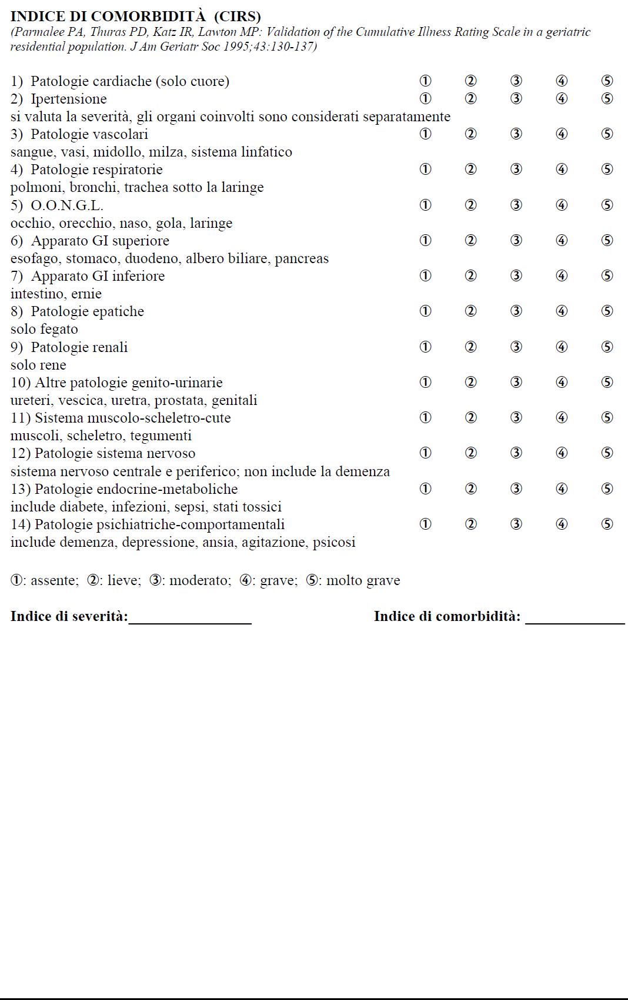 INDICE DI COMORBIDITÀ (CIRS)
(Parmalee PA, Thuras PD, Katz IR, Lawton MP: Validation of the Cumulative Illness Rating Scale in a geriatric
residential population. J Am Geriatr Soc 1995;43:130-137)
1) Patologie cardiache (solo cuore) ① ② ③ ④ ⑤
2) Ipertensione ① ② ③ ④ ⑤
si valuta la severità, gli organi coinvolti sono considerati separatamente
3) Patologie vascolari ① ② ③ ④ ⑤
sangue, vasi, midollo, milza, sistema linfatico
4) Patologie respiratorie ① ② ③ ④ ⑤
polmoni, bronchi, trachea sotto la laringe
5) O.O.N.G.L. ① ② ③ ④ ⑤
occhio, orecchio, naso, gola, laringe
6) Apparato GI superiore ① ② ③ ④ ⑤
esofago, stomaco, duodeno, albero biliare, pancreas
7) Apparato GI inferiore ① ② ③ ④ ⑤
intestino, ernie
8) Patologie epatiche ① ② ③ ④ ⑤
solo fegato
9) Patologie renali ① ② ③ ④ ⑤
solo rene
10) Altre patologie genito-urinarie ① ② ③ ④ ⑤
ureteri, vescica, uretra, prostata, genitali
11) Sistema muscolo-scheletro-cute ① ② ③ ④ ⑤
muscoli, scheletro, tegumenti
12) Patologie sistema nervoso ① ② ③ ④ ⑤
sistema nervoso centrale e periferico; non include la demenza
13) Patologie endocrine-metaboliche ① ② ③ ④ ⑤
include diabete, infezioni, sepsi, stati tossici
14) Patologie psichiatriche-comportamentali ① ② ③ ④ ⑤
include demenza, depressione, ansia, agitazione, psicosi
①: assente; ②: lieve; ③: moderato; ④: grave; ⑤: molto grave
Indice di severità:________________ Indice di comorbidità: _____________